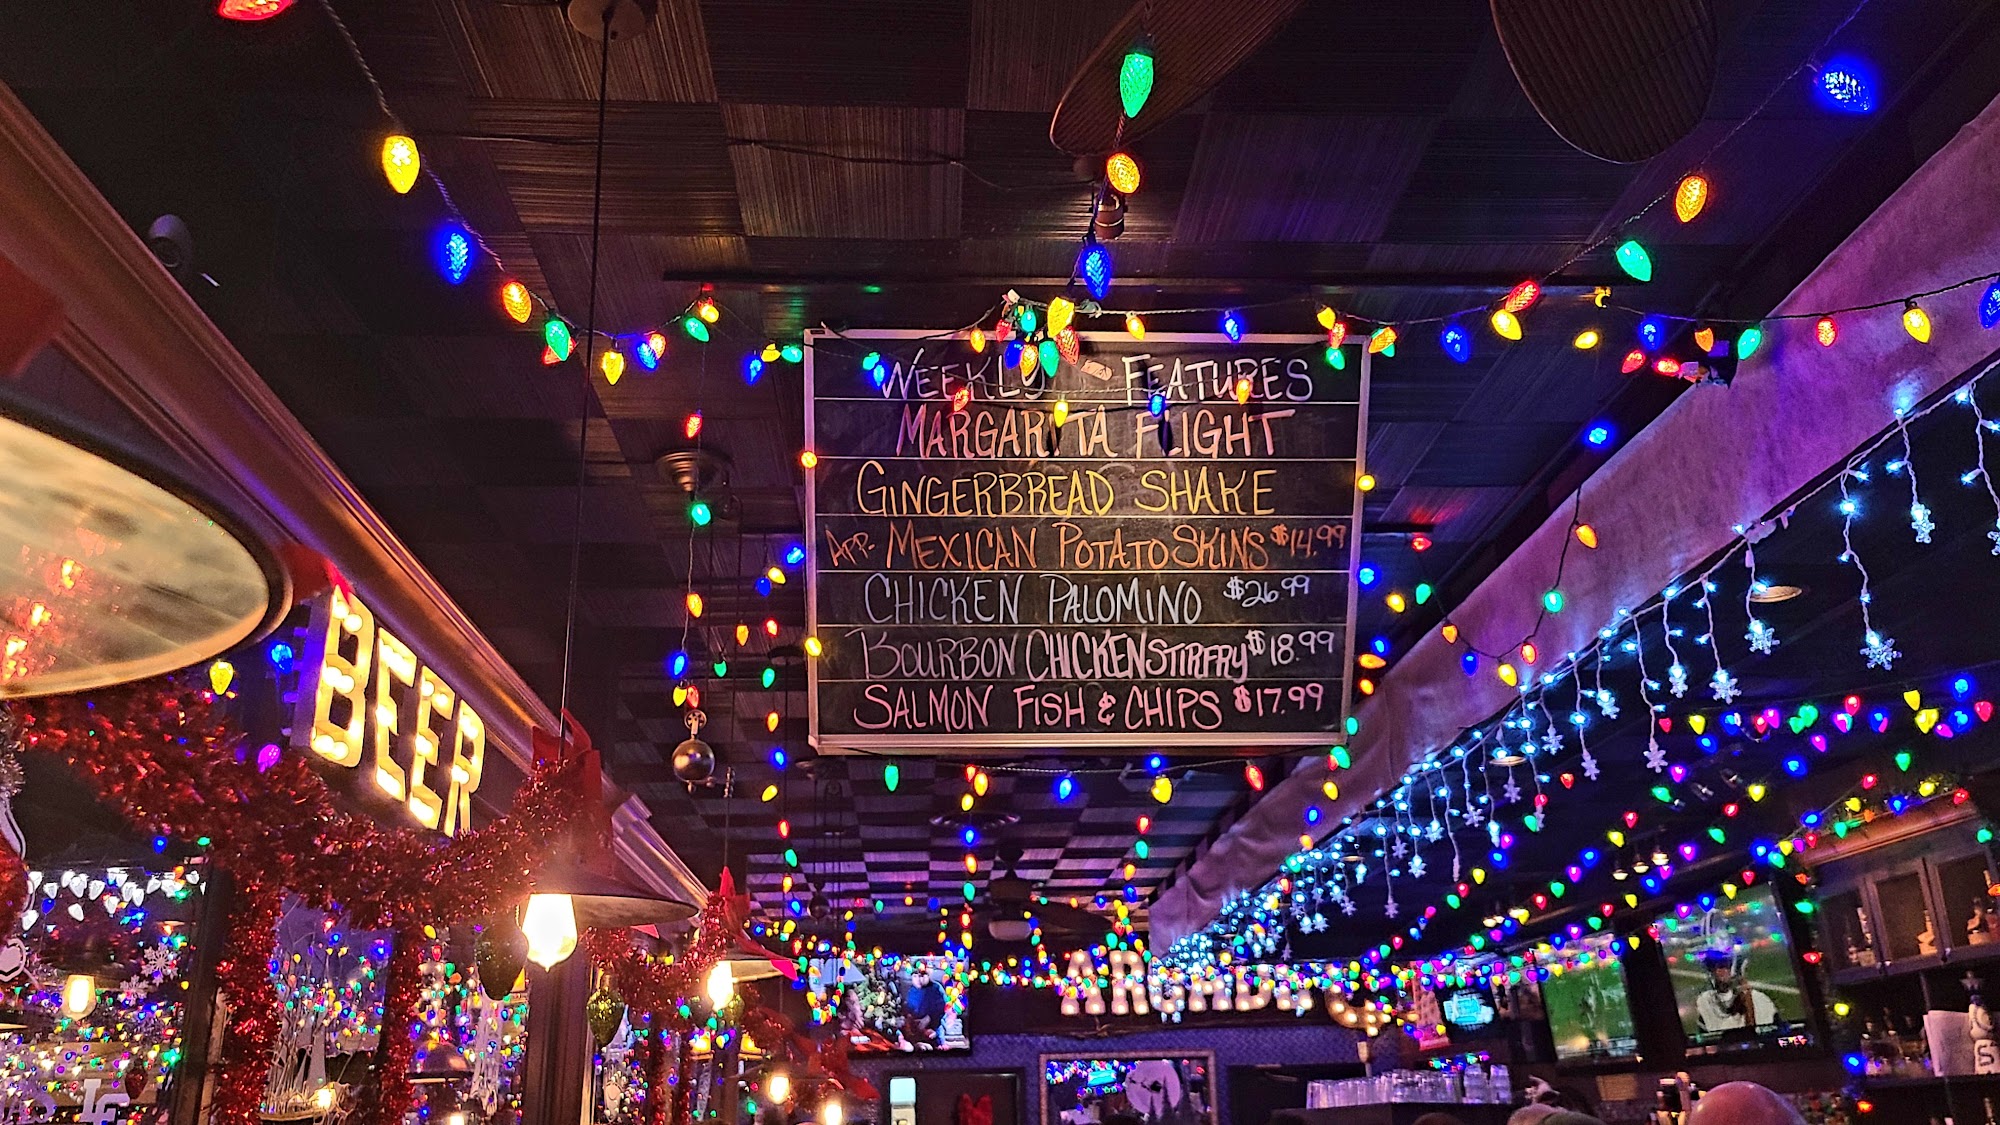 WEEKLY FEATURES
MARGARITA FLIGHT
GINGERBREAD SHAKE
APP- MEXICAN POTATO SKINS $14.99
CHICKEN PALOMINO $26.99
BOURBON CHICKEN STIRFRY $18.99
SALMON FISH & CHIPS $17.99
BEER
ARCADIA